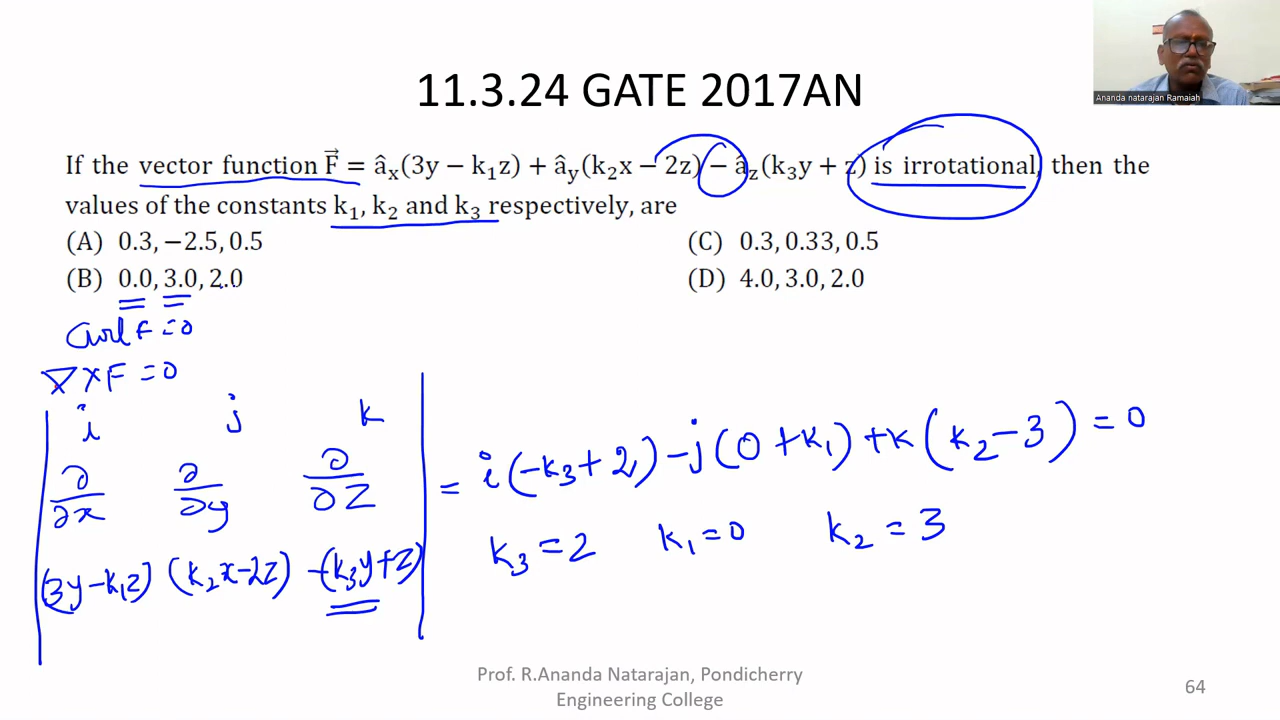 11.3.24 GATE 2017AN
Ananda natarajan Ramaiah
If the vector function F⃗ = âₓ(3y − k₁z) + âᵧ(k₂x − 2z) − â_z(k₃y + z) is irrotational, then the
values of the constants k₁, k₂ and k₃ respectively, are
(A) 0.3, −2.5, 0.5
(C) 0.3, 0.33, 0.5
(B) 0.0, 3.0, 2.0
(D) 4.0, 3.0, 2.0
Curl F = 0
∇×F = 0
i j k
∂/∂x ∂/∂y ∂/∂z
(3y−k₁z) (k₂x−2z) −(k₃y+z)
= i(−k₃+2) −j(0+k₁) +k(k₂−3) = 0
k₃ = 2 k₁ = 0 k₂ = 3
Prof. R.Ananda Natarajan, Pondicherry
Engineering College
64